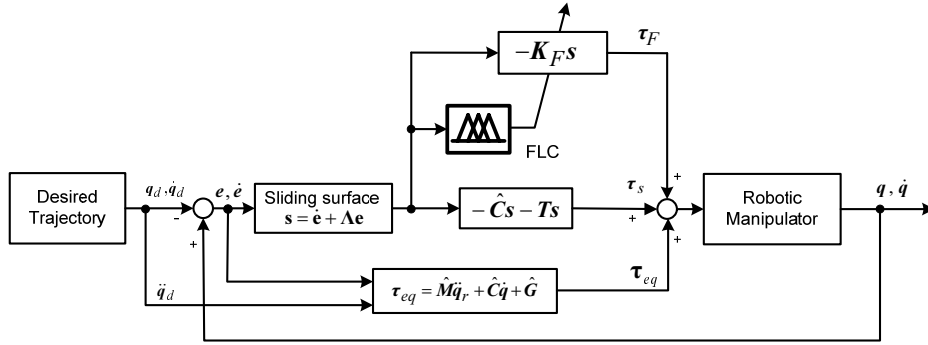 τ_F
−K_F s
FLC
Desired
Trajectory
q_d, q̇_d
-
+
e, ė
Sliding surface
s = ė + Λe
−Ĉs − Ts
τ_s
+
+
+
Robotic
Manipulator
q, q̇
q̈_d
τ_eq = M̂q̈_r + Ĉq̇ + Ĝ
τ_eq